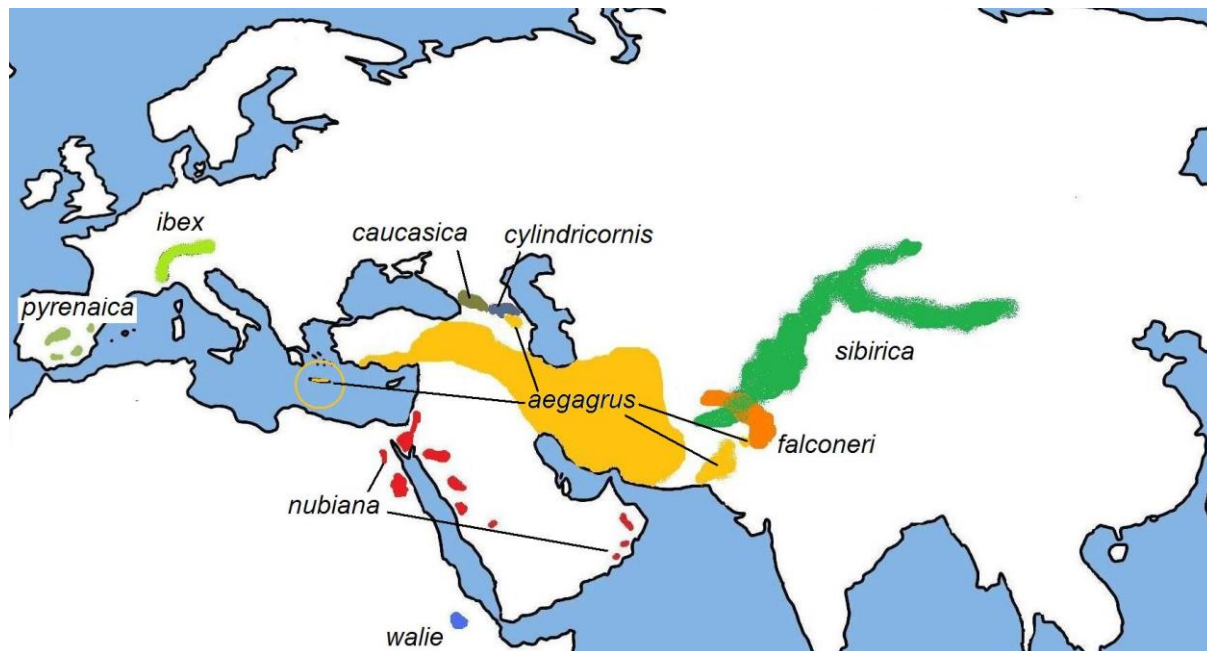 ibex
caucasica
cylindricornis
pyrenaica
sibirica
aegagrus
falconeri
nubiana
walie